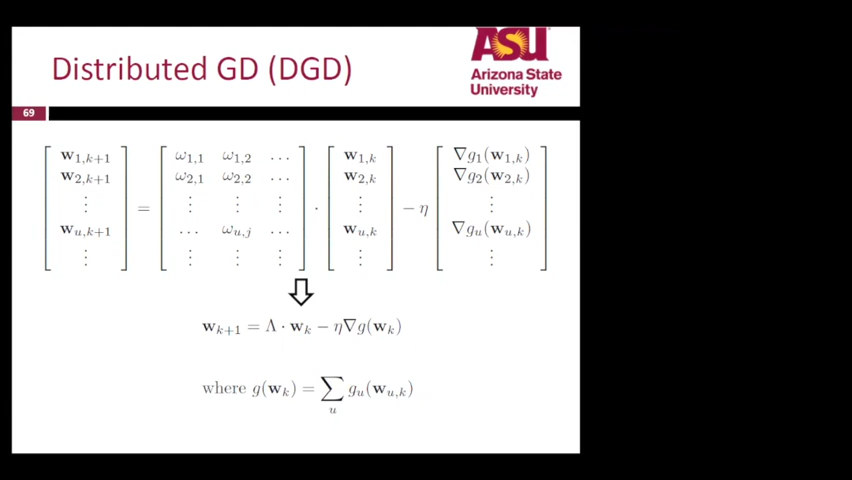 ASU
Arizona State
University
Distributed GD (DGD)
69
[ w_{1,k+1} ; w_{2,k+1} ; ⋮ ; w_{u,k+1} ; ⋮ ] = [ ω_{1,1} ω_{1,2} ... ; ω_{2,1} ω_{2,2} ... ; ⋮ ⋮ ⋮ ; ... ω_{u,j} ... ; ⋮ ⋮ ⋮ ] · [ w_{1,k} ; w_{2,k} ; ⋮ ; w_{u,k} ; ⋮ ] − η [ ∇g_1(w_{1,k}) ; ∇g_2(w_{2,k}) ; ⋮ ; ∇g_u(w_{u,k}) ; ⋮ ]
w_{k+1} = Λ · w_k − η∇g(w_k)
where g(w_k) = ∑_u g_u(w_{u,k})